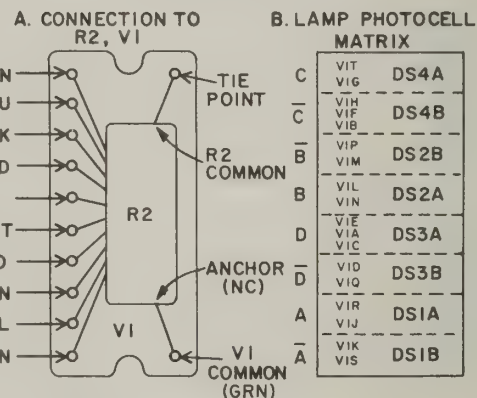 A. CONNECTION TO
R2, V1
N
U
K
D
T
O
N
L
N
TIE
POINT
R2
COMMON
R2
ANCHOR
(NC)
V1
V1
COMMON
(GRN)
B. LAMP PHOTOCELL
MATRIX
C V1T V1G DS4A
C̅ V1H V1F V1B DS4B
B̅ V1P V1M DS2B
B V1L V1N DS2A
D V1E V1A V1C DS3A
D̅ V1D V1Q DS3B
A V1R V1J DS1A
A̅ V1K V1S DS1B